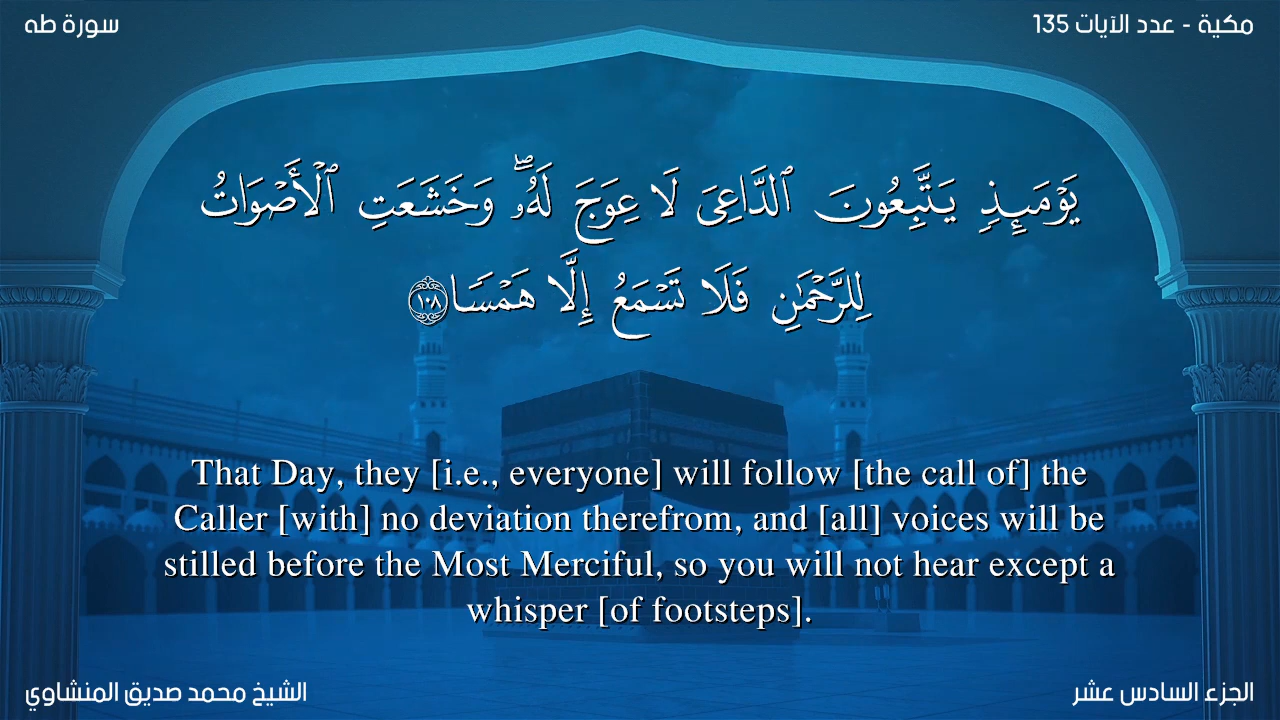 مكية - عدد الآيات 135
سورة طه
يَوْمَئِذٍ يَتَّبِعُونَ ٱلدَّاعِىَ لَا عِوَجَ لَهُۥ ۖ وَخَشَعَتِ ٱلْأَصْوَاتُ
لِلرَّحْمَٰنِ فَلَا تَسْمَعُ إِلَّا هَمْسًا ١٠٨
That Day, they [i.e., everyone] will follow [the call of] the
Caller [with] no deviation therefrom, and [all] voices will be
stilled before the Most Merciful, so you will not hear except a
whisper [of footsteps].
الجزء السادس عشر
الشيخ محمد صديق المنشاوي